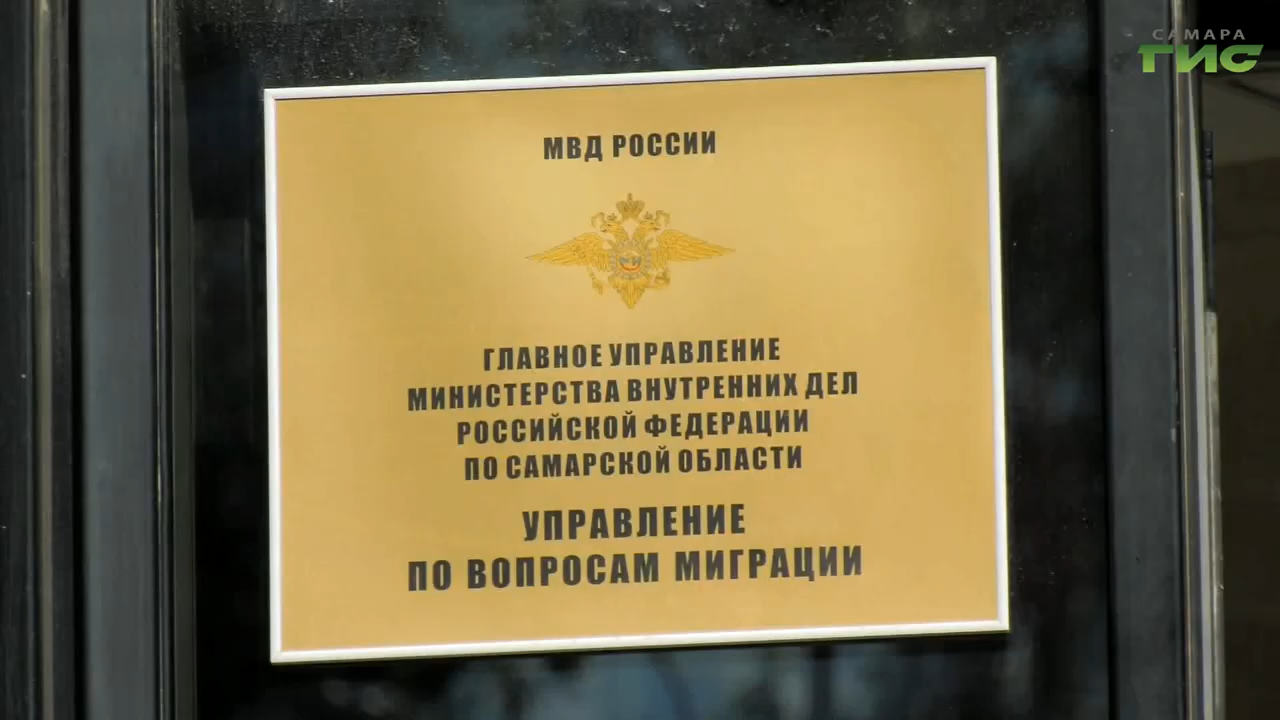 САМАРА
ГИС
МВД РОССИИ
ГЛАВНОЕ УПРАВЛЕНИЕ
МИНИСТЕРСТВА ВНУТРЕННИХ ДЕЛ
РОССИЙСКОЙ ФЕДЕРАЦИИ
ПО САМАРСКОЙ ОБЛАСТИ
УПРАВЛЕНИЕ
ПО ВОПРОСАМ МИГРАЦИИ